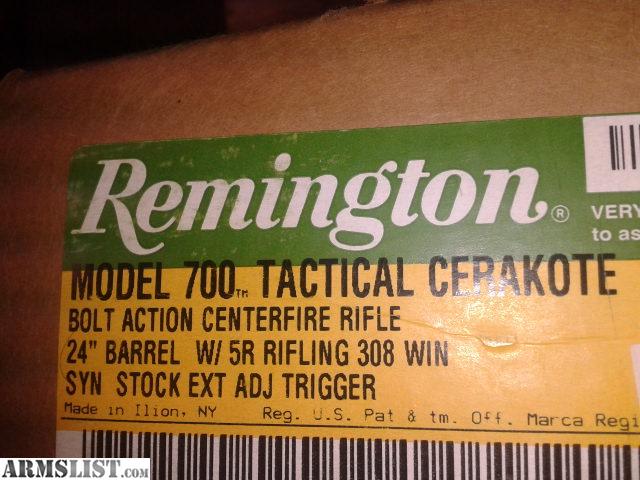 Remington®
VERY
to as
MODEL 700™ TACTICAL CERAKOTE
BOLT ACTION CENTERFIRE RIFLE
24" BARREL W/ 5R RIFLING 308 WIN
SYN STOCK EXT ADJ TRIGGER
Made in Ilion, NY Reg. U.S. Pat & tm. Off. Marca Regi
ARMSLIST.com